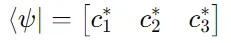 ⟨ψ| = [c₁* c₂* c₃*]